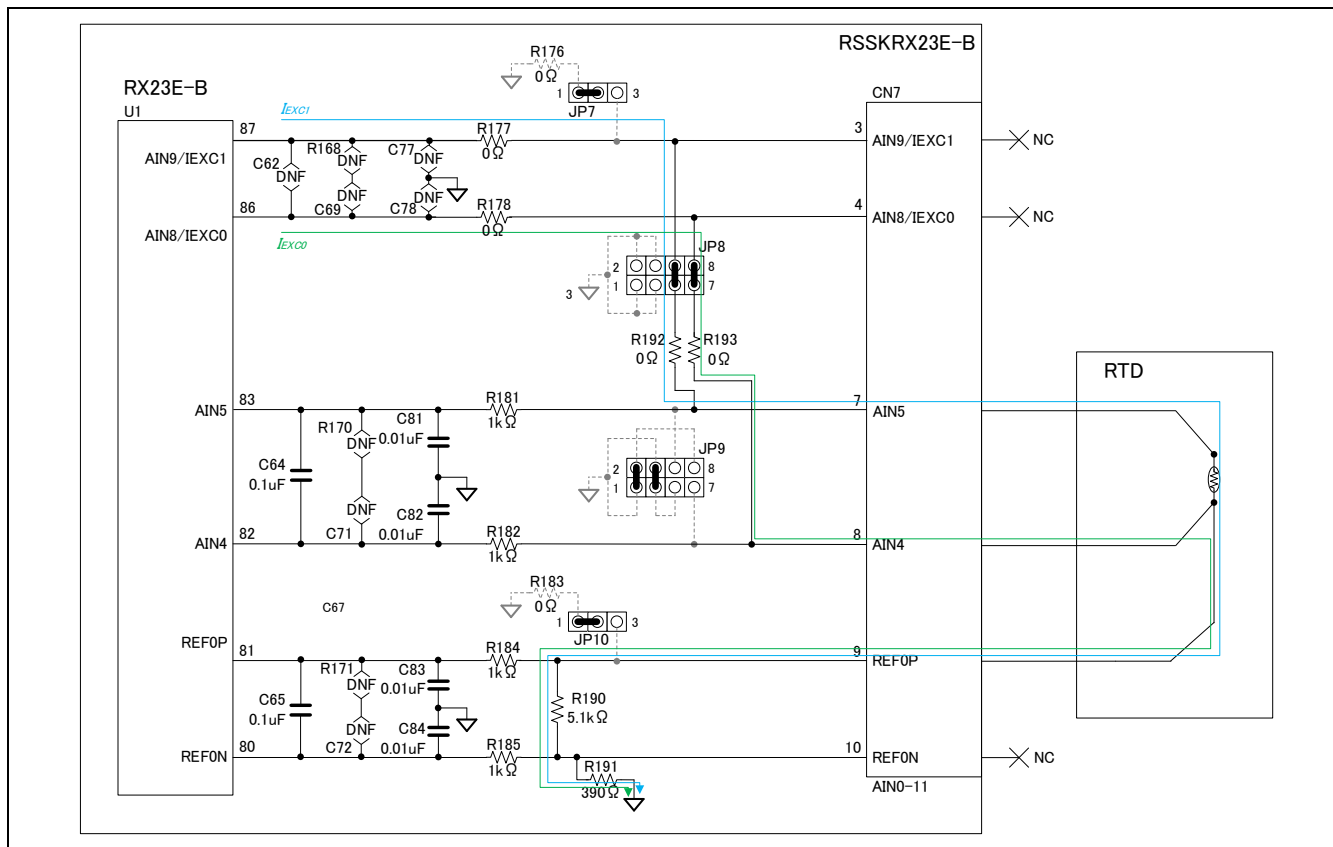 RSSKRX23E-B
RX23E-B
U1
CN7
R176
0Ω
1
3
JP7
IEXC1
87
AIN9/IEXC1
C62
DNF
R168
DNF
DNF
C69
C77
DNF
DNF
C78
R177
0Ω
3
AIN9/IEXC1
NC
86
AIN8/IEXC0
R178
0Ω
4
AIN8/IEXC0
NC
IEXC0
JP8
2
8
1
7
3
R192
0Ω
R193
0Ω
RTD
83
AIN5
R170
DNF
DNF
C71
C81
0.01uF
R181
1kΩ
7
AIN5
C64
0.1uF
JP9
2
8
1
7
C82
0.01uF
82
AIN4
R182
1kΩ
8
AIN4
R183
0Ω
1
3
JP10
C67
81
REF0P
R171
DNF
DNF
C72
C83
0.01uF
R184
1kΩ
9
REF0P
C65
0.1uF
R190
5.1kΩ
C84
0.01uF
80
REF0N
R185
1kΩ
10
REF0N
NC
R191
390Ω
AIN0-11